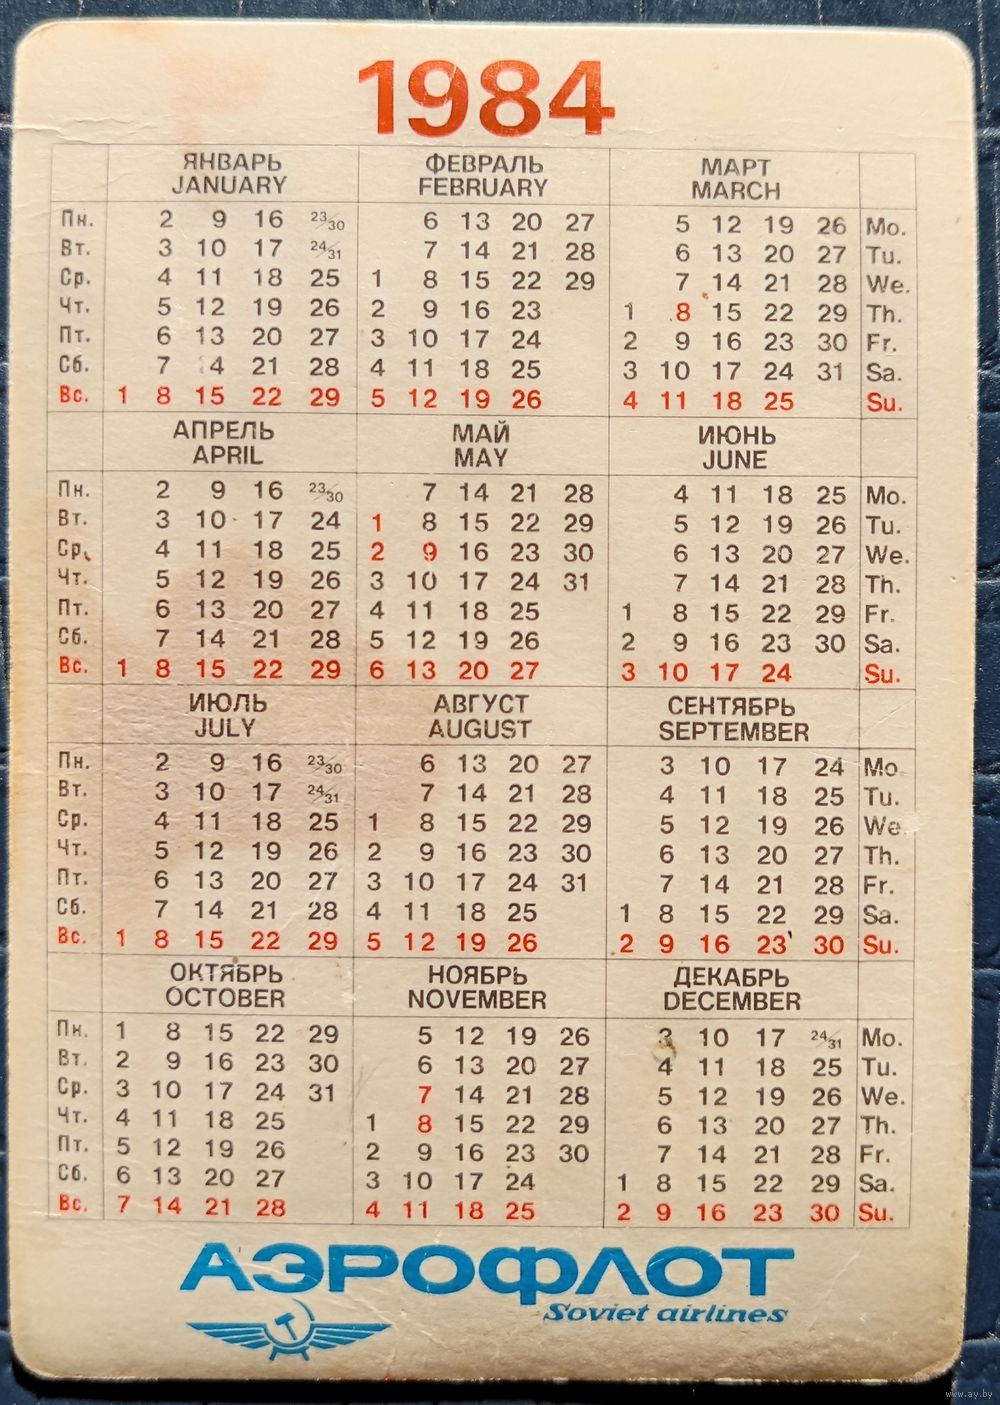 1984
ЯНВАРЬ ФЕВРАЛЬ МАРТ
JANUARY FEBRUARY MARCH
Пн. 2 9 16 23/30 6 13 20 27 5 12 19 26 Mo.
Вт. 3 10 17 24/31 7 14 21 28 6 13 20 27 Tu.
Ср. 4 11 18 25 1 8 15 22 29 7 14 21 28 We.
Чт. 5 12 19 26 2 9 16 23 1 8 15 22 29 Th.
Пт. 6 13 20 27 3 10 17 24 2 9 16 23 30 Fr.
Сб. 7 4 21 28 4 11 18 25 3 10 17 24 31 Sa.
Вс. 1 8 15 22 29 5 12 19 26 4 11 18 25 Su.
АПРЕЛЬ МАЙ ИЮНЬ
APRIL MAY JUNE
Пн. 2 9 16 23/30 7 14 21 28 4 11 18 25 Mo.
Вт. 3 10 17 24 1 8 15 22 29 5 12 19 26 Tu.
Ср. 4 11 18 25 2 9 16 23 30 6 13 20 27 We.
Чт. 5 12 19 26 3 10 17 24 31 7 14 21 28 Th.
Пт. 6 13 20 27 4 11 18 25 1 8 15 22 29 Fr.
Сб. 7 14 21 28 5 12 19 26 2 9 16 23 30 Sa.
Вс. 1 8 15 22 29 6 13 20 27 3 10 17 24 Su.
ИЮЛЬ АВГУСТ СЕНТЯБРЬ
JULY AUGUST SEPTEMBER
Пн. 2 9 16 23/30 6 13 20 27 3 10 17 24 Mo
Вт. 3 10 17 24/31 7 14 21 28 4 11 18 25 Tu.
Ср. 4 11 18 25 1 8 15 22 29 5 12 19 26 We
Чт. 5 12 19 26 2 9 16 23 30 6 13 20 27 Th.
Пт. 6 13 20 27 3 10 17 24 31 7 14 21 28 Fr.
Сб. 7 14 21 28 4 11 18 25 1 8 15 22 29 Sa.
Вс. 1 8 15 22 29 5 12 19 26 2 9 16 23 30 Su.
ОКТЯБРЬ НОЯБРЬ ДЕКАБРЬ
OCTOBER NOVEMBER DECEMBER
Пн. 1 8 15 22 29 5 12 19 26 3 10 17 24/31 Mo.
Вт. 2 9 16 23 30 6 13 20 27 4 11 18 25 Tu.
Ср. 3 10 17 24 31 7 14 21 28 5 12 19 26 We.
Чт. 4 11 18 25 1 8 15 22 29 6 13 20 27 Th.
Пт. 5 12 19 26 2 9 16 23 30 7 14 21 28 Fr.
Сб. 6 13 20 27 3 10 17 24 1 8 15 22 29 Sa.
Вс. 7 14 21 28 4 11 18 25 2 9 16 23 30 Su.
АЭРОФЛОТ
Soviet airlines
www.ay.by